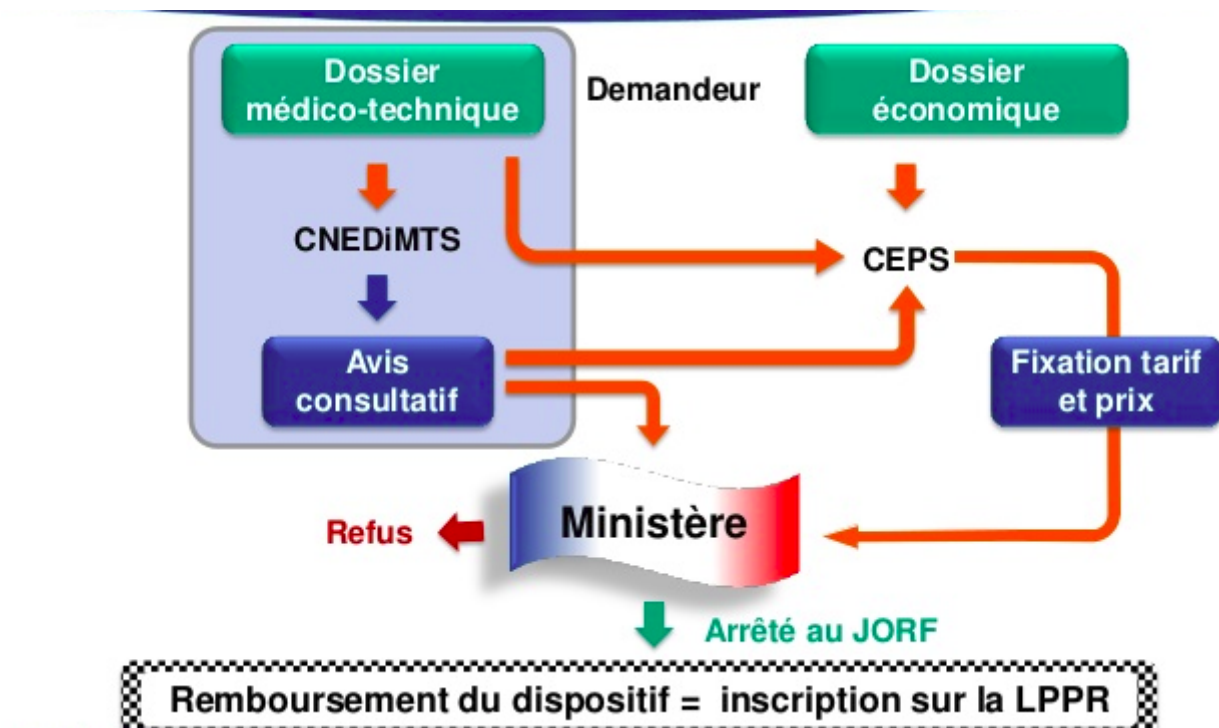 Dossier
médico-technique
Demandeur
Dossier
économique
CNEDiMTS
CEPS
Avis
consultatif
Fixation tarif
et prix
Refus
Ministère
Arrêté au JORF
Remboursement du dispositif = inscription sur la LPPR